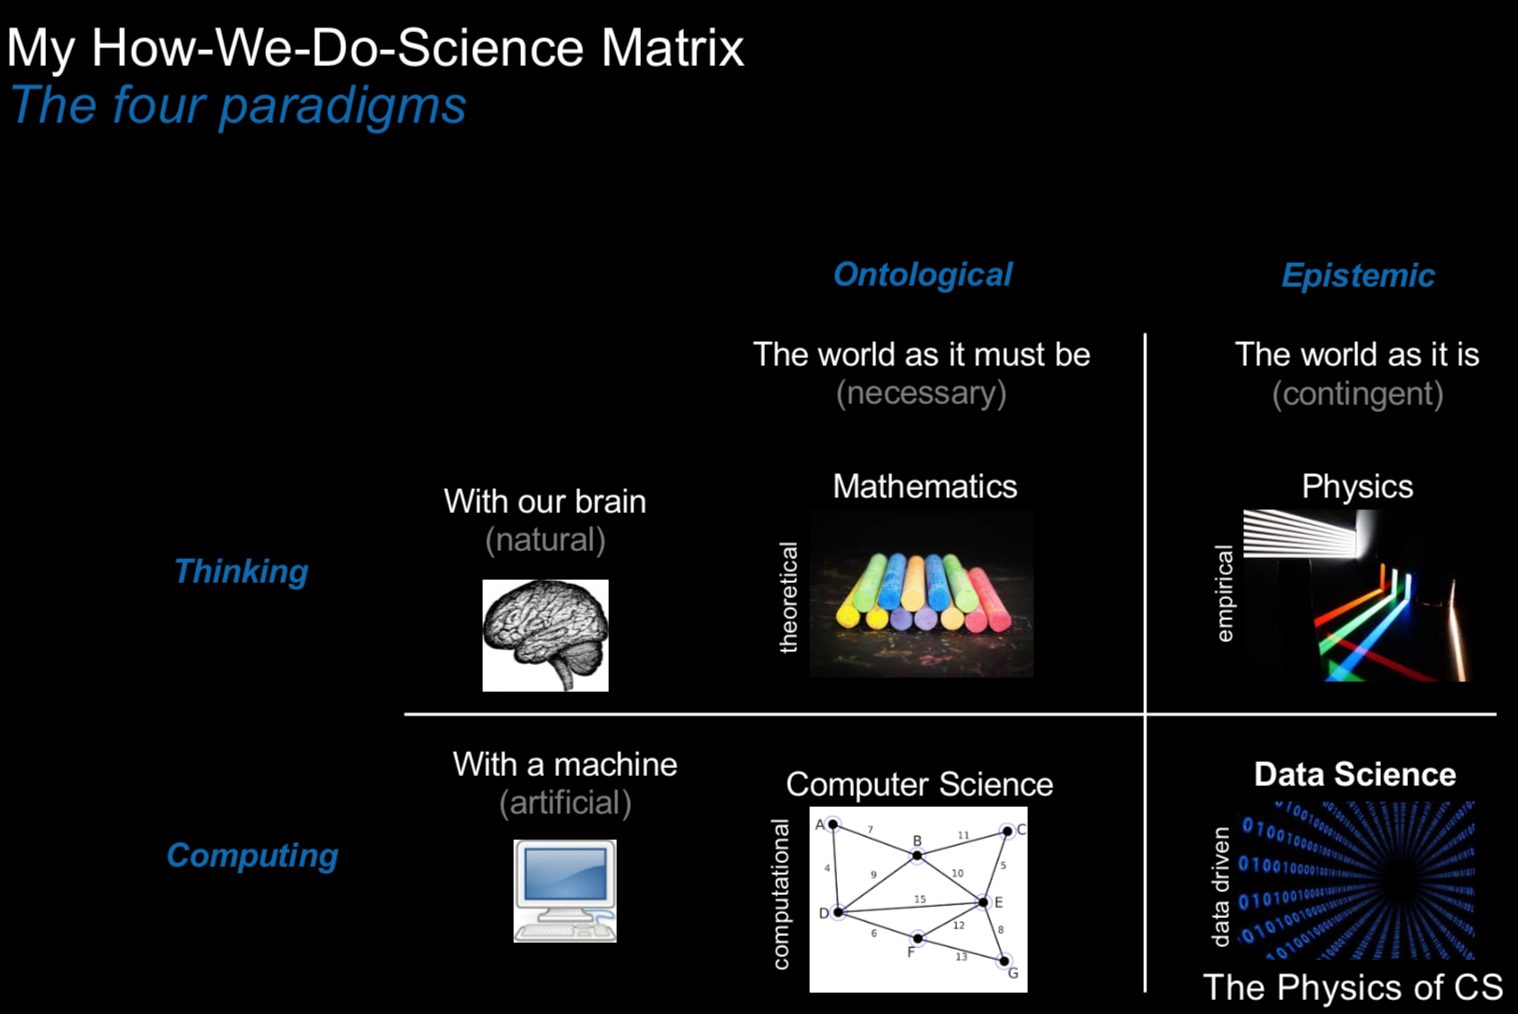 My How-We-Do-Science Matrix
The four paradigms
Ontological
Epistemic
The world as it must be
(necessary)
The world as it is
(contingent)
Thinking
With our brain
(natural)
Mathematics
theoretical
Physics
empirical
Computing
With a machine
(artificial)
Computer Science
computational
A
7
B
11
C
4
9
10
5
D
15
E
6
F
12
8
13
G
Data Science
data driven
The Physics of CS